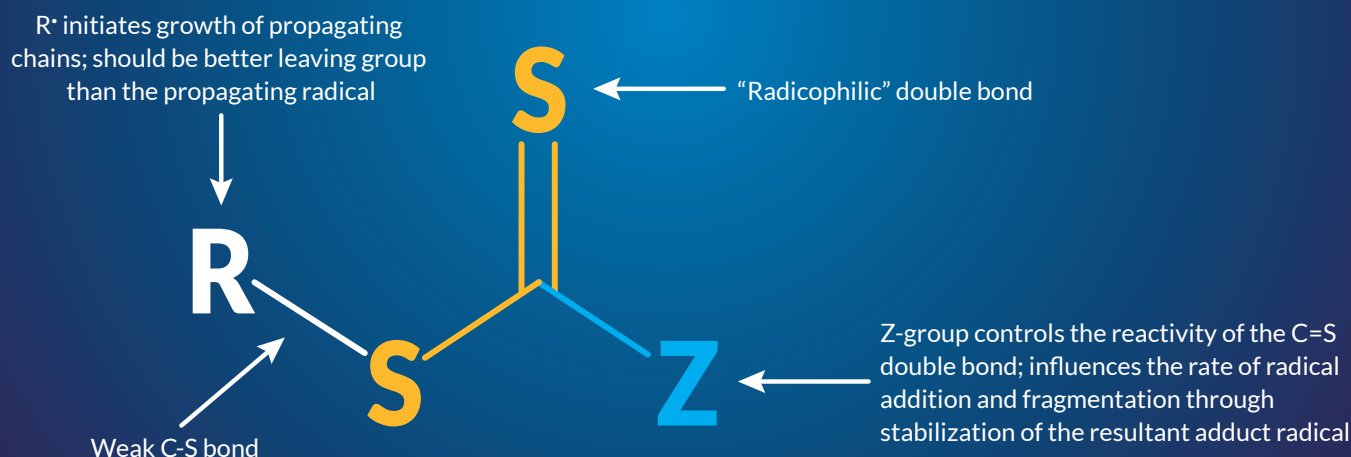 R• initiates growth of propagating
chains; should be better leaving group
than the propagating radical
S
“Radicophilic” double bond
R
S
Z
Z-group controls the reactivity of the C=S
double bond; influences the rate of radical
addition and fragmentation through
stabilization of the resultant adduct radical
Weak C-S bond